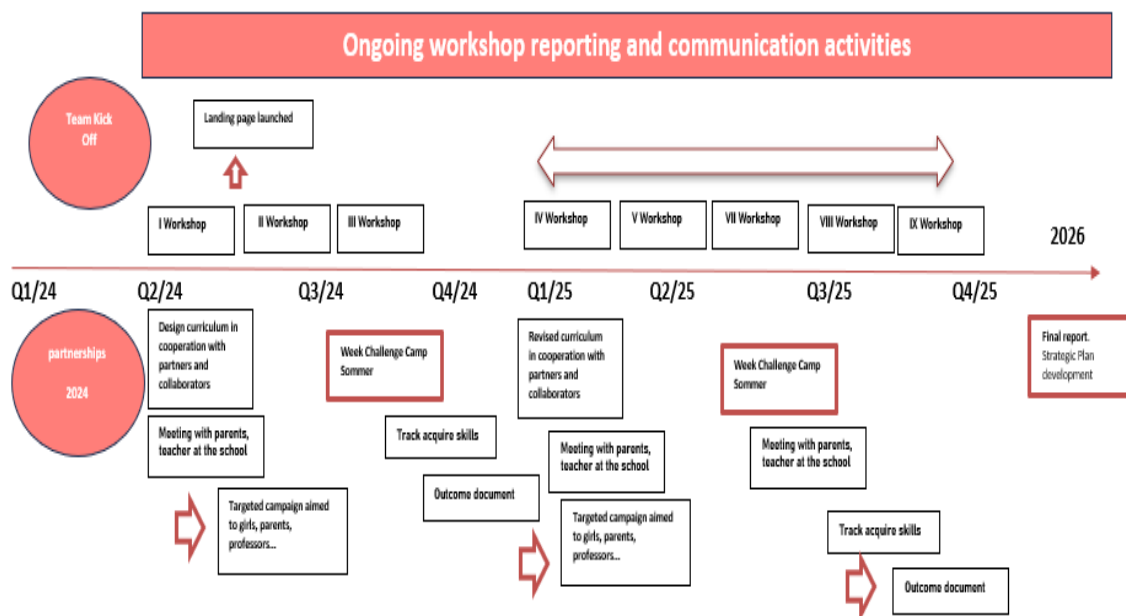 Ongoing workshop reporting and communication activities
Team Kick
Off
Landing page launched
I Workshop
II Workshop
III Workshop
IV Workshop
V Workshop
VII Workshop
VIII Workshop
IX Workshop
2026
Q1/24
Q2/24
Q3/24
Q4/24
Q1/25
Q2/25
Q3/25
Q4/25
partnerships
2024
Design curriculum in
cooperation with
partners and
collaborators
Week Challenge Camp
Sommer
Revised curriculum
in cooperation with
partners and
collaborators
Week Challenge Camp
Sommer
Final report.
Strategic Plan
development
Meeting with parents,
teacher at the school
Track acquire skills
Meeting with parents,
teacher at the school
Meeting with parents,
teacher at the school
Targeted campaign aimed
to girls, parents,
professors...
Outcome document
Targeted campaign aimed
to girls, parents,
professors...
Track acquire skills
Outcome document